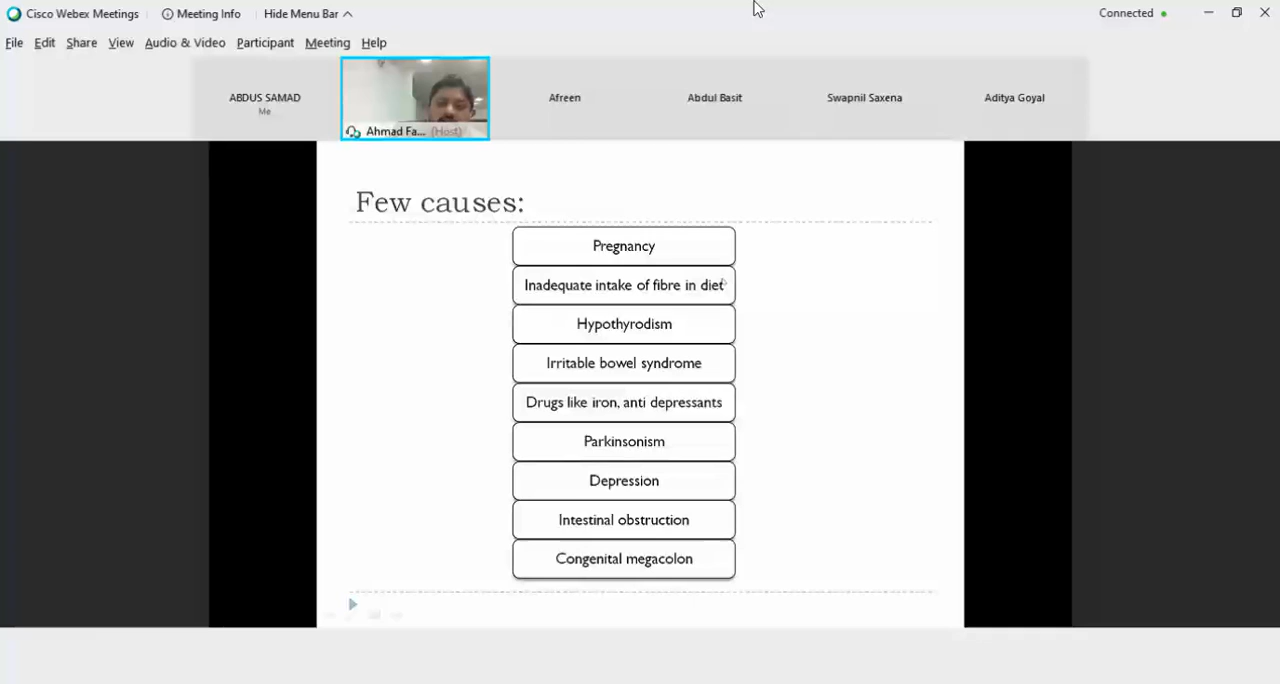 Cisco Webex Meetings
Meeting Info
Hide Menu Bar
Connected
File Edit Share View Audio & Video Participant Meeting Help
ABDUS SAMAD
Me
Ahmad Fa... (Host)
Afreen
Abdul Basit
Swapnil Saxena
Aditya Goyal
Few causes:
Pregnancy
Inadequate intake of fibre in diet
Hypothyrodism
Irritable bowel syndrome
Drugs like iron, anti depressants
Parkinsonism
Depression
Intestinal obstruction
Congenital megacolon